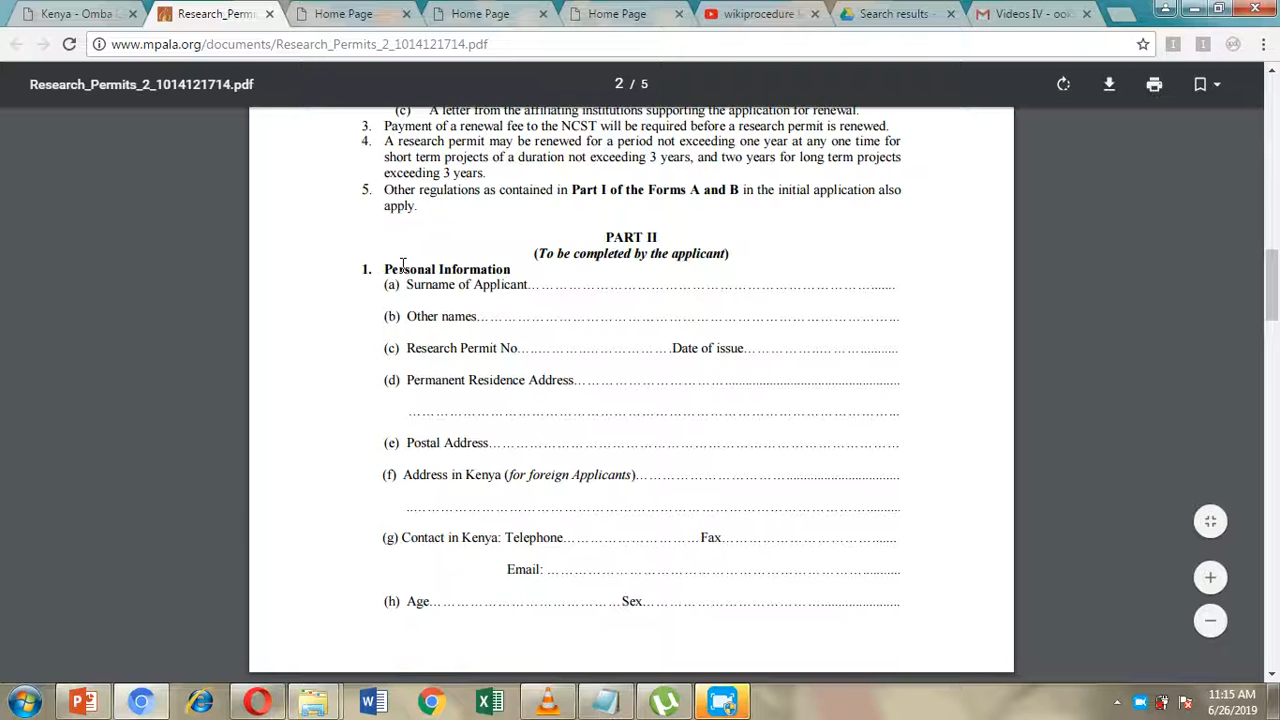 Kenya - Omba
Research_Permi
Home Page
Home Page
Home Page
wikiprocedure
Search results -
Videos IV - ook
www.mpala.org/documents/Research_Permits_2_1014121714.pdf
Research_Permits_2_1014121714.pdf
2 / 5
(c) A letter from the affiliating institutions supporting the application for renewal.
3. Payment of a renewal fee to the NCST will be required before a research permit is renewed.
4. A research permit may be renewed for a period not exceeding one year at any one time for
short term projects of a duration not exceeding 3 years, and two years for long term projects
exceeding 3 years.
5. Other regulations as contained in Part I of the Forms A and B in the initial application also
apply.
PART II
(To be completed by the applicant)
1. Personal Information
(a) Surname of Applicant……………………………………………………………......
(b) Other names……………………………………………………………………...
(c) Research Permit No………………………….Date of issue……………………...........
(d) Permanent Residence Address……………………...............................................
……………………………………………………………………………………...
(e) Postal Address……………………………………………………………………
(f) Address in Kenya (for foreign Applicants)……………………..............................
……………………………………………………………………………...........
(g) Contact in Kenya: Telephone…………………………Fax……………………………......
Email: ………………………………………………………...........
(h) Age…………………………………Sex………………………………........................
11:15 AM
6/26/2019